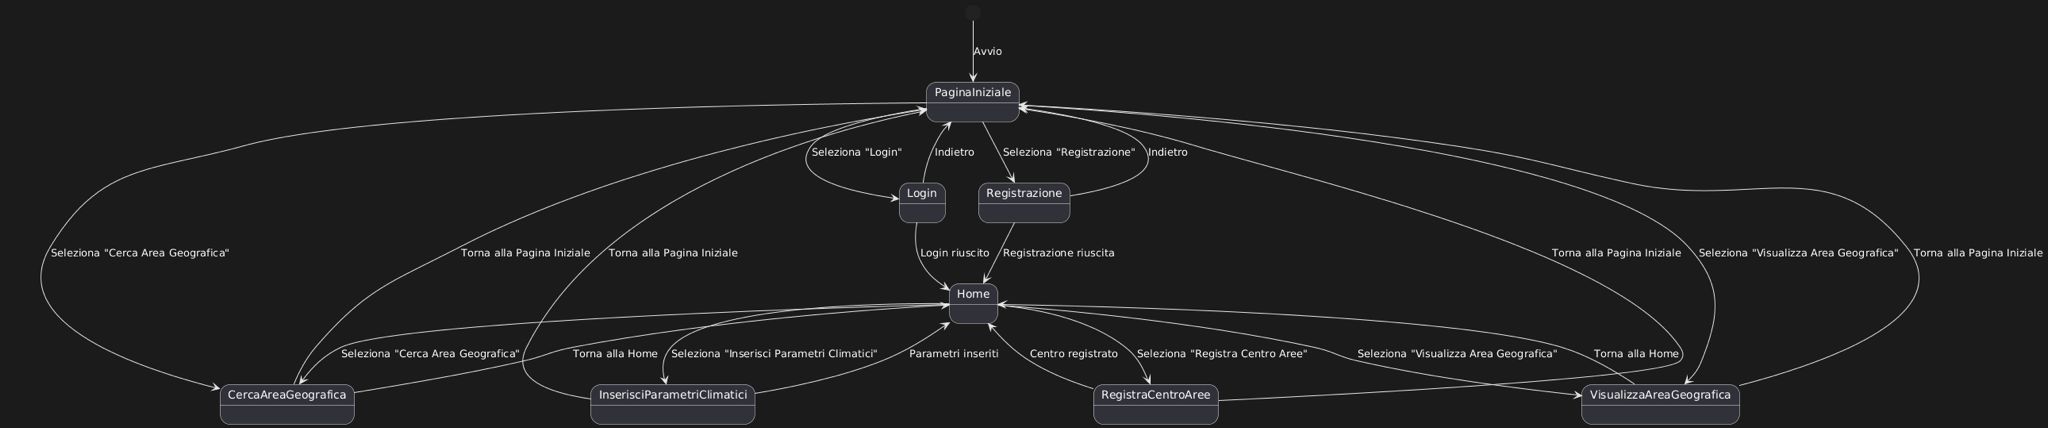 Avvio
PaginaIniziale
Seleziona "Login"
Indietro
Seleziona "Registrazione"
Indietro
Login
Registrazione
Seleziona "Cerca Area Geografica"
Torna alla Pagina Iniziale
Torna alla Pagina Iniziale
Login riuscito
Registrazione riuscita
Torna alla Pagina Iniziale
Seleziona "Visualizza Area Geografica"
Torna alla Pagina Iniziale
Home
Seleziona "Cerca Area Geografica"
Torna alla Home
Seleziona "Inserisci Parametri Climatici"
Parametri inseriti
Centro registrato
Seleziona "Registra Centro Aree"
Seleziona "Visualizza Area Geografica"
Torna alla Home
CercaAreaGeografica
InserisciParametriClimatici
RegistraCentroAree
VisualizzaAreaGeografica